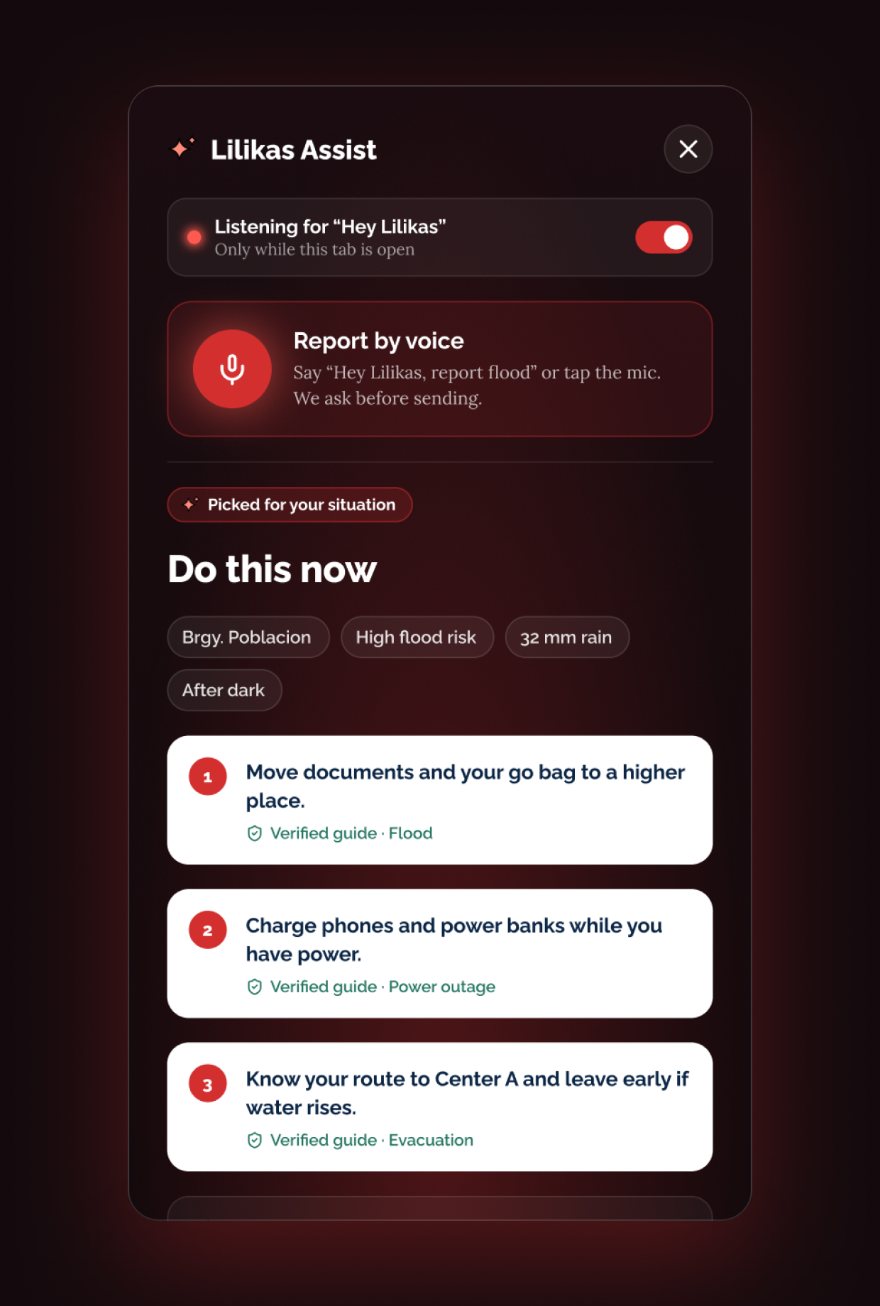 Lilikas Assist
Listening for “Hey Lilikas”
Only while this tab is open
Report by voice
Say “Hey Lilikas, report flood” or tap the mic.
We ask before sending.
Picked for your situation
Do this now
Brgy. Poblacion
High flood risk
32 mm rain
After dark
1
Move documents and your go bag to a higher
place.
Verified guide · Flood
2
Charge phones and power banks while you
have power.
Verified guide · Power outage
3
Know your route to Center A and leave early if
water rises.
Verified guide · Evacuation